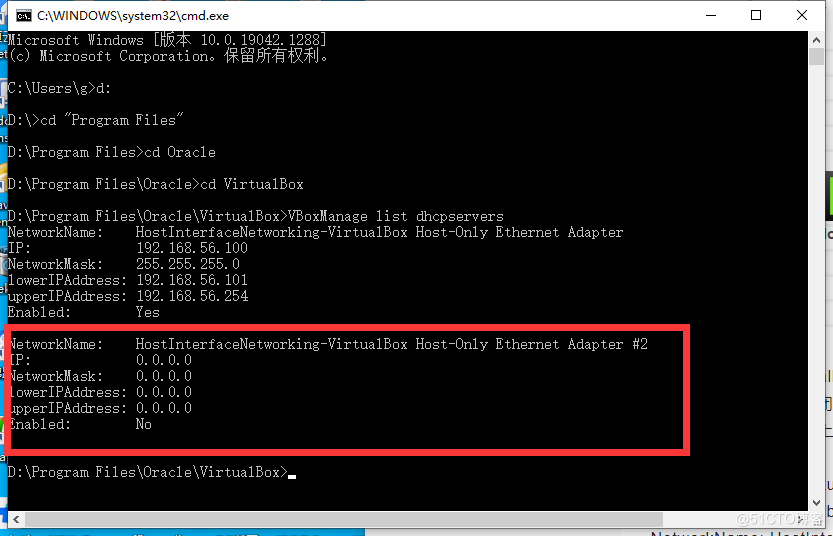 C:\WINDOWS\system32\cmd.exe
Microsoft Windows [版本 10.0.19042.1288]
(c) Microsoft Corporation。保留所有权利。
C:\Users\g>d:
D:\>cd "Program Files"
D:\Program Files>cd Oracle
D:\Program Files\Oracle>cd VirtualBox
D:\Program Files\Oracle\VirtualBox>VBoxManage list dhcpservers
NetworkName: HostInterfaceNetworking-VirtualBox Host-Only Ethernet Adapter
IP: 192.168.56.100
NetworkMask: 255.255.255.0
lowerIPAddress: 192.168.56.101
upperIPAddress: 192.168.56.254
Enabled: Yes
NetworkName: HostInterfaceNetworking-VirtualBox Host-Only Ethernet Adapter #2
IP: 0.0.0.0
NetworkMask: 0.0.0.0
lowerIPAddress: 0.0.0.0
upperIPAddress: 0.0.0.0
Enabled: No
D:\Program Files\Oracle\VirtualBox>
@51CTO博客